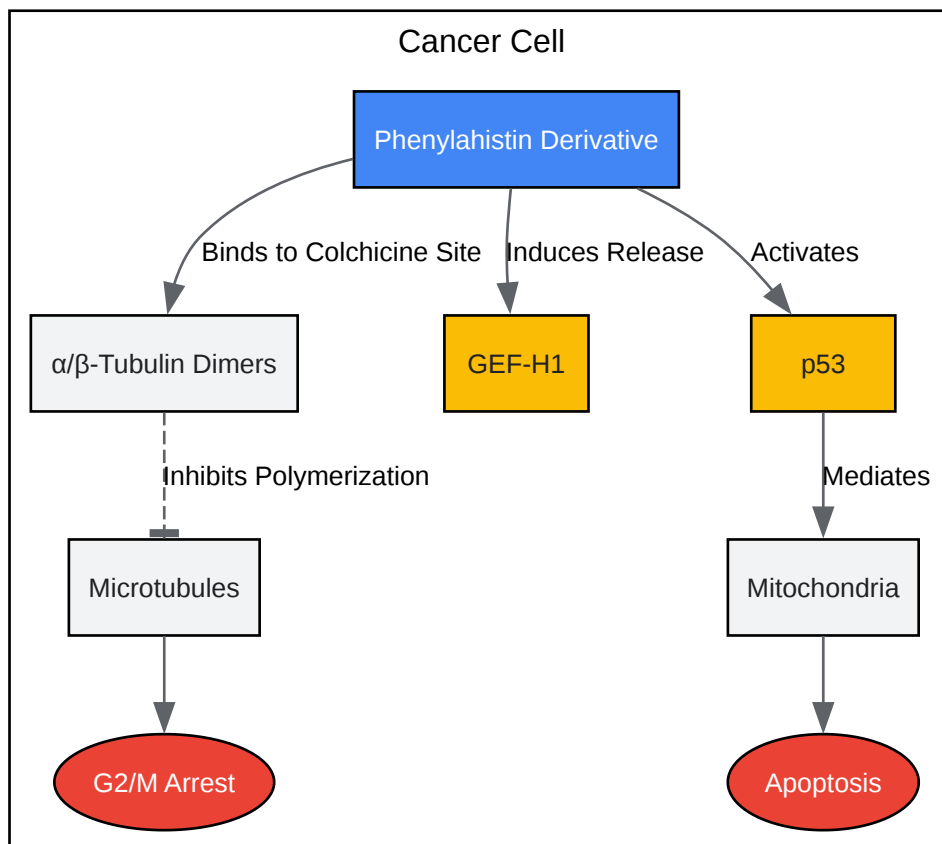 Cancer Cell
Phenylahistin Derivative
Binds to Colchicine Site
Induces Release
Activates
α/β-Tubulin Dimers
GEF-H1
p53
Inhibits Polymerization
Mediates
Microtubules
Mitochondria
G2/M Arrest
Apoptosis